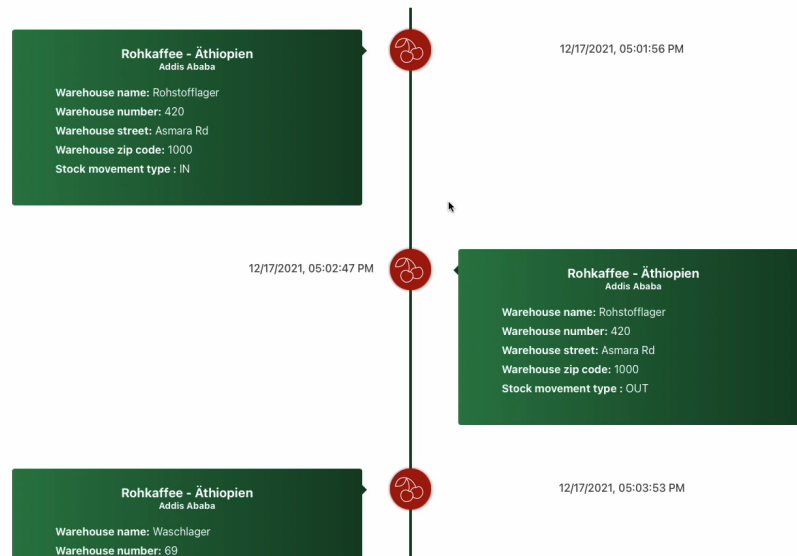 Rohkaffee - Äthiopien
Addis Ababa
Warehouse name: Rohstofflager
Warehouse number: 420
Warehouse street: Asmara Rd
Warehouse zip code: 1000
Stock movement type : IN
12/17/2021, 05:01:56 PM
12/17/2021, 05:02:47 PM
Rohkaffee - Äthiopien
Addis Ababa
Warehouse name: Rohstofflager
Warehouse number: 420
Warehouse street: Asmara Rd
Warehouse zip code: 1000
Stock movement type : OUT
Rohkaffee - Äthiopien
Addis Ababa
Warehouse name: Waschlager
Warehouse number: 69
12/17/2021, 05:03:53 PM